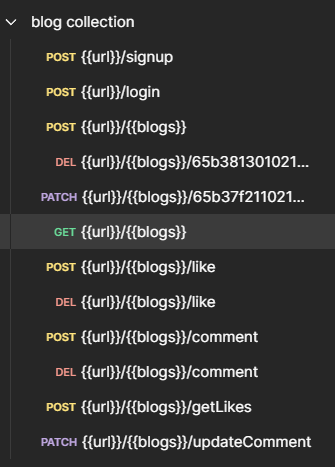 blog collection
POST {{url}}/signup
POST {{url}}/login
POST {{url}}/{{blogs}}
DEL {{url}}/{{blogs}}/65b381301021...
PATCH {{url}}/{{blogs}}/65b37f211021...
GET {{url}}/{{blogs}}
POST {{url}}/{{blogs}}/like
DEL {{url}}/{{blogs}}/like
POST {{url}}/{{blogs}}/comment
DEL {{url}}/{{blogs}}/comment
POST {{url}}/{{blogs}}/getLikes
PATCH {{url}}/{{blogs}}/updateComment